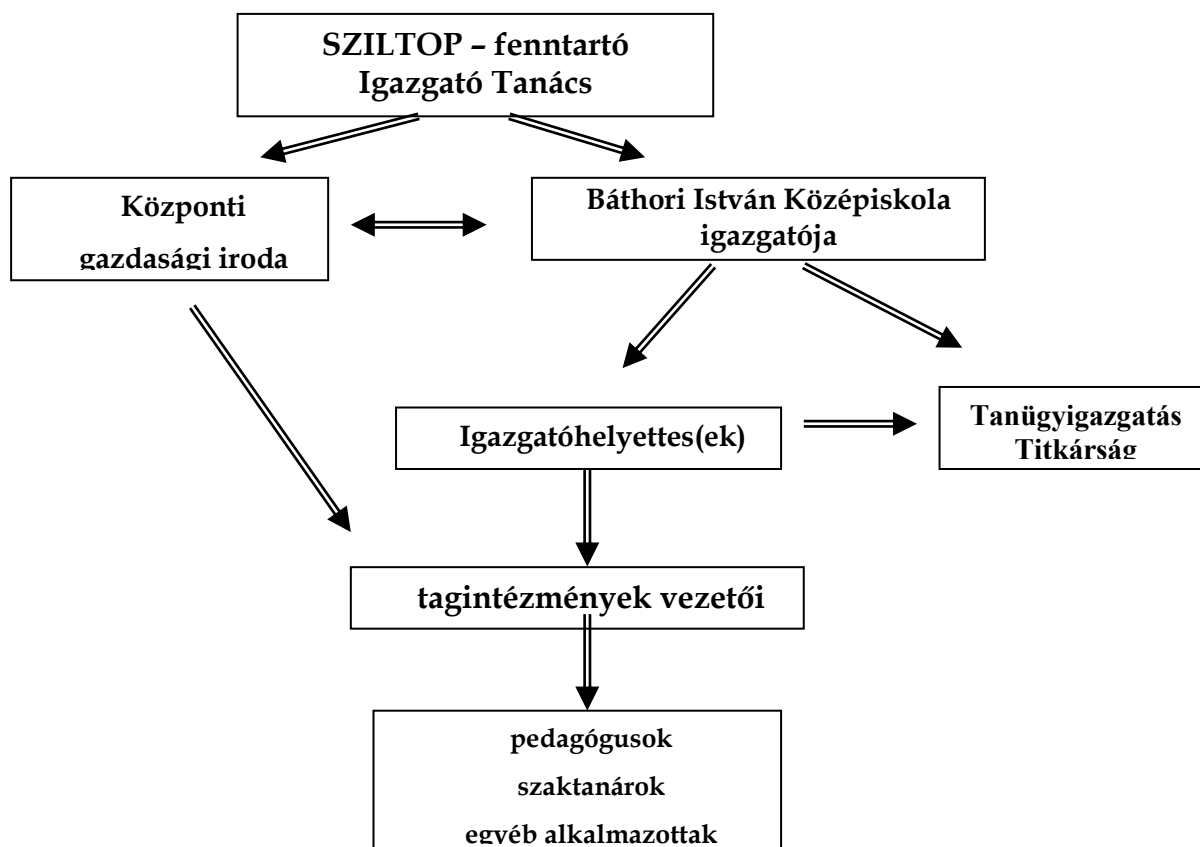 SZILTOP – fenntartó
Igazgató Tanács
Központi
gazdasági iroda
Báthori István Középiskola
igazgatója
Igazgatóhelyettes(ek)
Tanügyigazgatás
Titkárság
tagintézmények vezetői
pedagógusok
szaktanárok
egyéb alkalmazottak